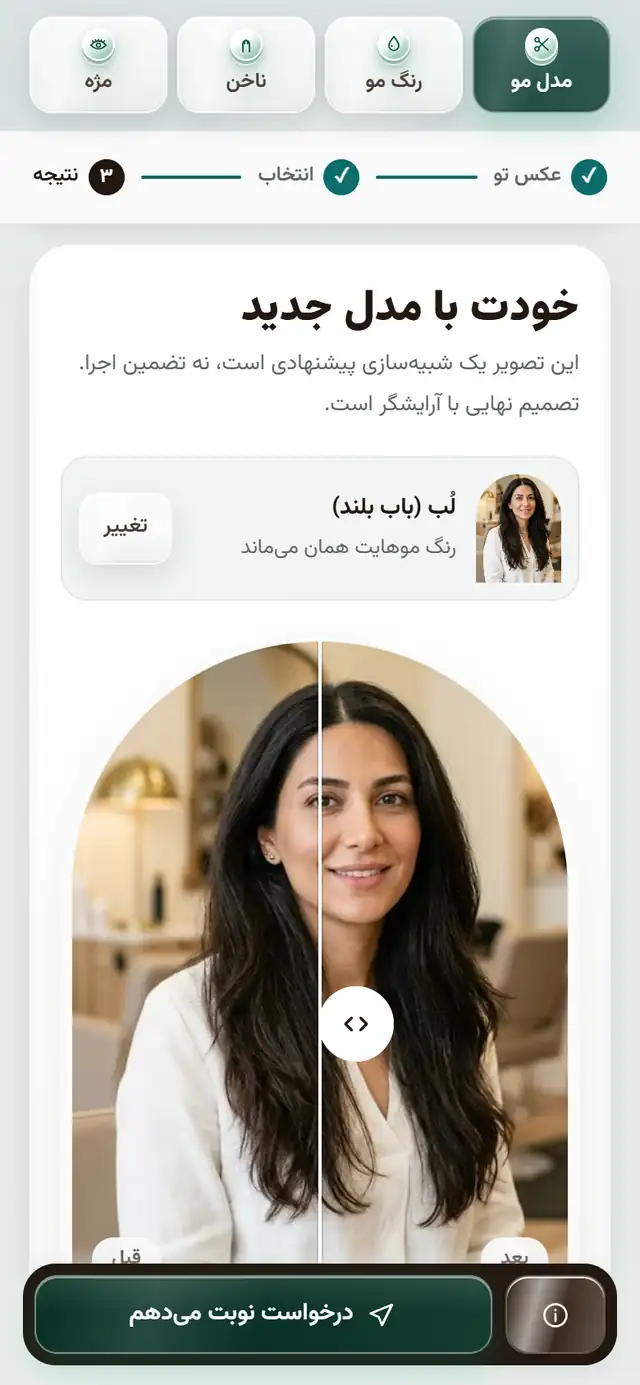 مدل مو
رنگ مو
ناخن
مژه
عکس تو
انتخاب
۳ نتیجه
خودت با مدل جدید
این تصویر یک شبیه‌سازی پیشنهادی است، نه تضمین اجرا.
تصمیم نهایی با آرایشگر است.
لُب (باب بلند)
رنگ موهایت همان می‌ماند
تغییر
بعد
قبل
درخواست نوبت می‌دهم